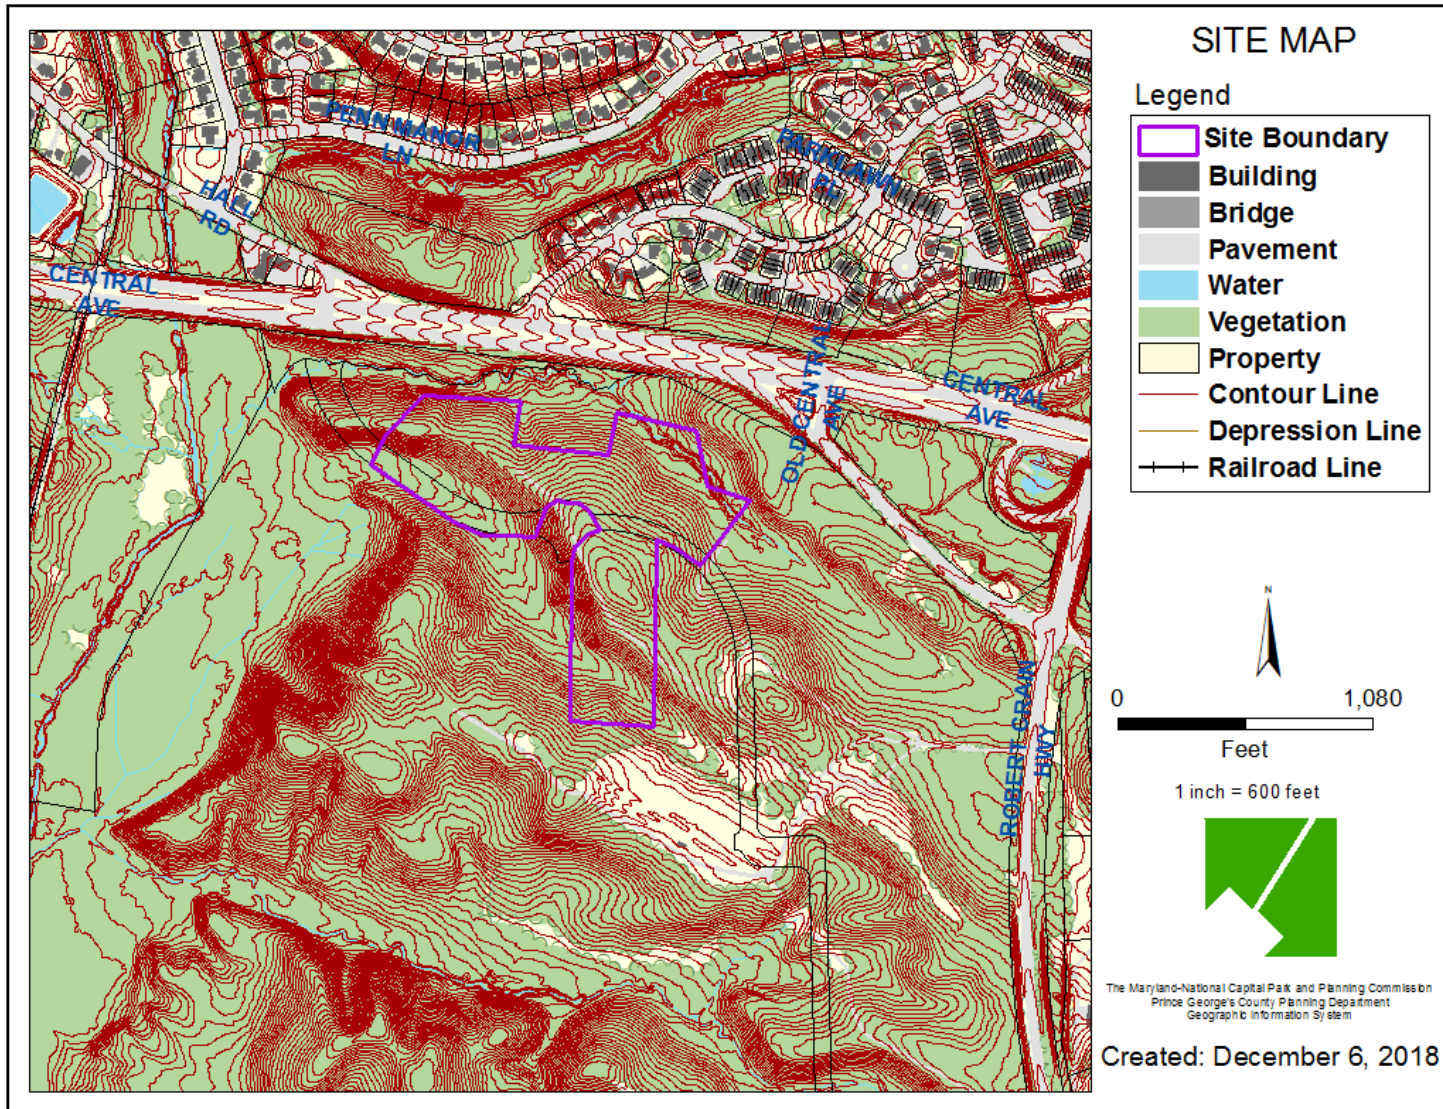 SITE MAP
Legend
Site Boundary
Building
Bridge
Pavement
Water
Vegetation
Property
Contour Line
Depression Line
Railroad Line
PENN MANOR
LN
PARKLAWN
PL
HALL
RD
CENTRAL
AVE
OLD CENTRAL
AVE
CENTRAL
AVE
ROBERT CRAIN
HWY
N
0 1,080
Feet
1 inch = 600 feet
The Maryland-National Capital Park and Planning Commission
Prince George's County Planning Department
Geographic Information System
Created: December 6, 2018